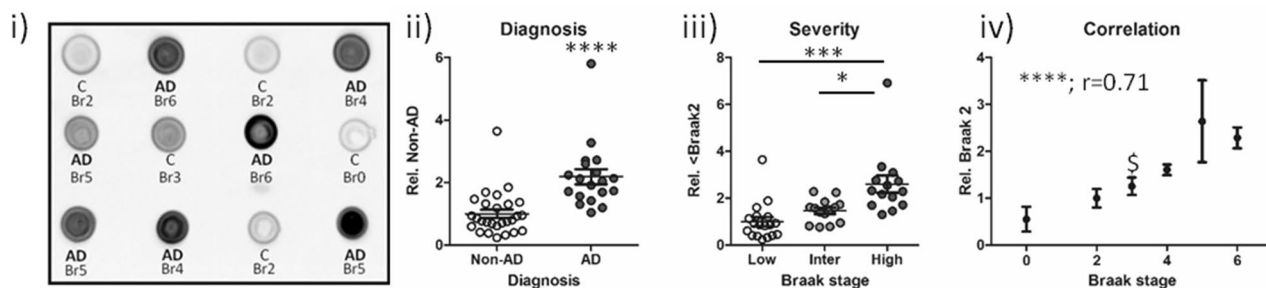 i)
C AD C AD
Br2 Br6 Br2 Br4
AD C AD C
Br5 Br3 Br6 Br0
AD AD C AD
Br5 Br4 Br2 Br5
ii)
Diagnosis
****
Rel. Non-AD
6
4
2
0
Non-AD AD
Diagnosis
iii)
Severity
***
*
Rel. <Braak2
8
6
4
2
0
Low Inter High
Braak stage
iv)
Correlation
****; r=0.71
$
Rel. Braak 2
4
3
2
1
0
0 2 4 6
Braak stage